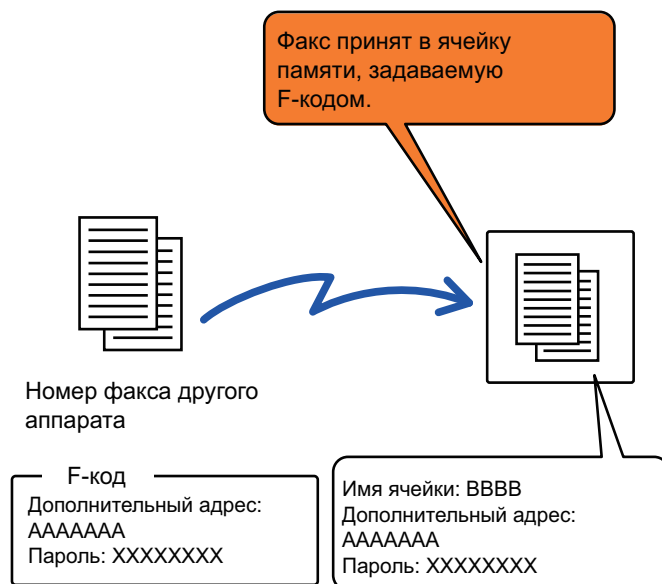 Факс принят в ячейку
памяти, задаваемую
F-кодом.
Номер факса другого
аппарата
F-код
Дополнительный адрес:
AAAAAAA
Пароль: XXXXXXXX
Имя ячейки: BBBB
Дополнительный адрес:
AAAAAAA
Пароль: XXXXXXXX